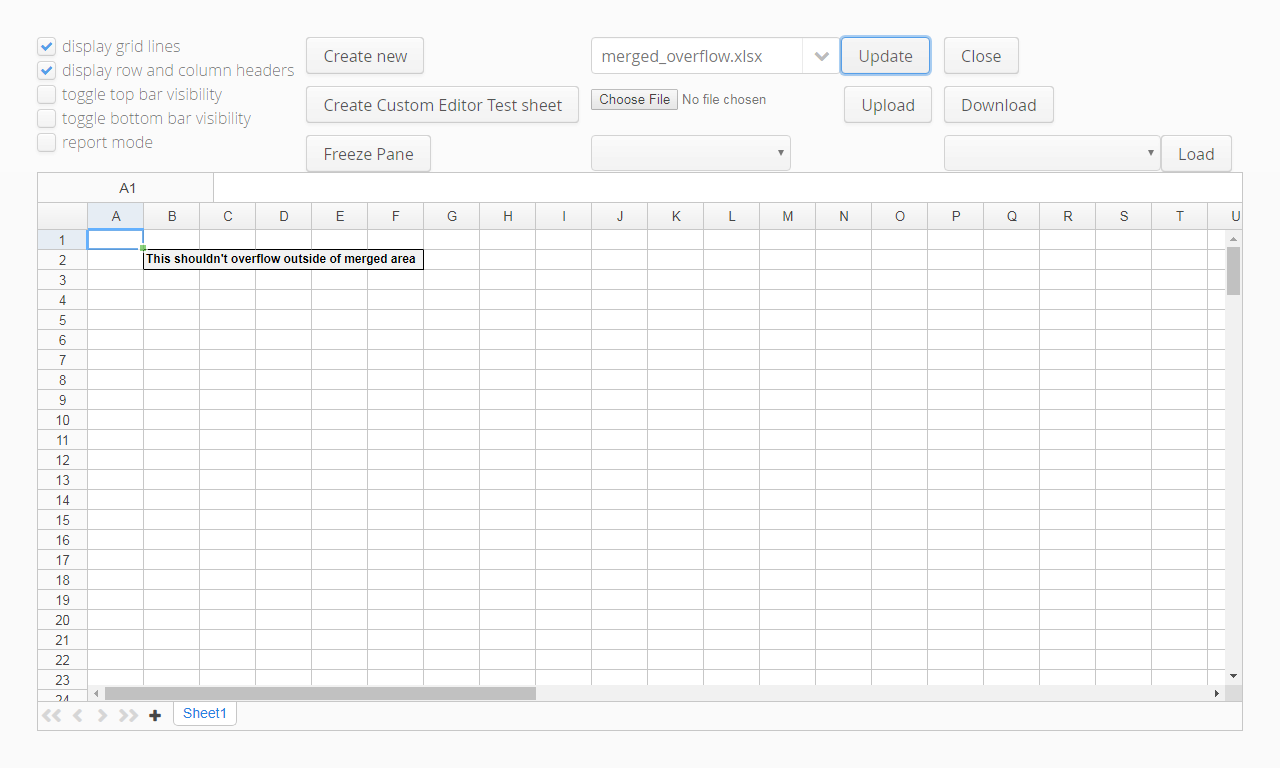 display grid lines
display row and column headers
toggle top bar visibility
toggle bottom bar visibility
report mode
Create new
merged_overflow.xlsx
Update
Close
Create Custom Editor Test sheet
Choose File No file chosen
Upload
Download
Freeze Pane
Load
A1
A B C D E F G H I J K L M N O P Q R S T U
1
2
This shouldn't overflow outside of merged area
3
4
5
6
7
8
9
10
11
12
13
14
15
16
17
18
19
20
21
22
23
24
Sheet1